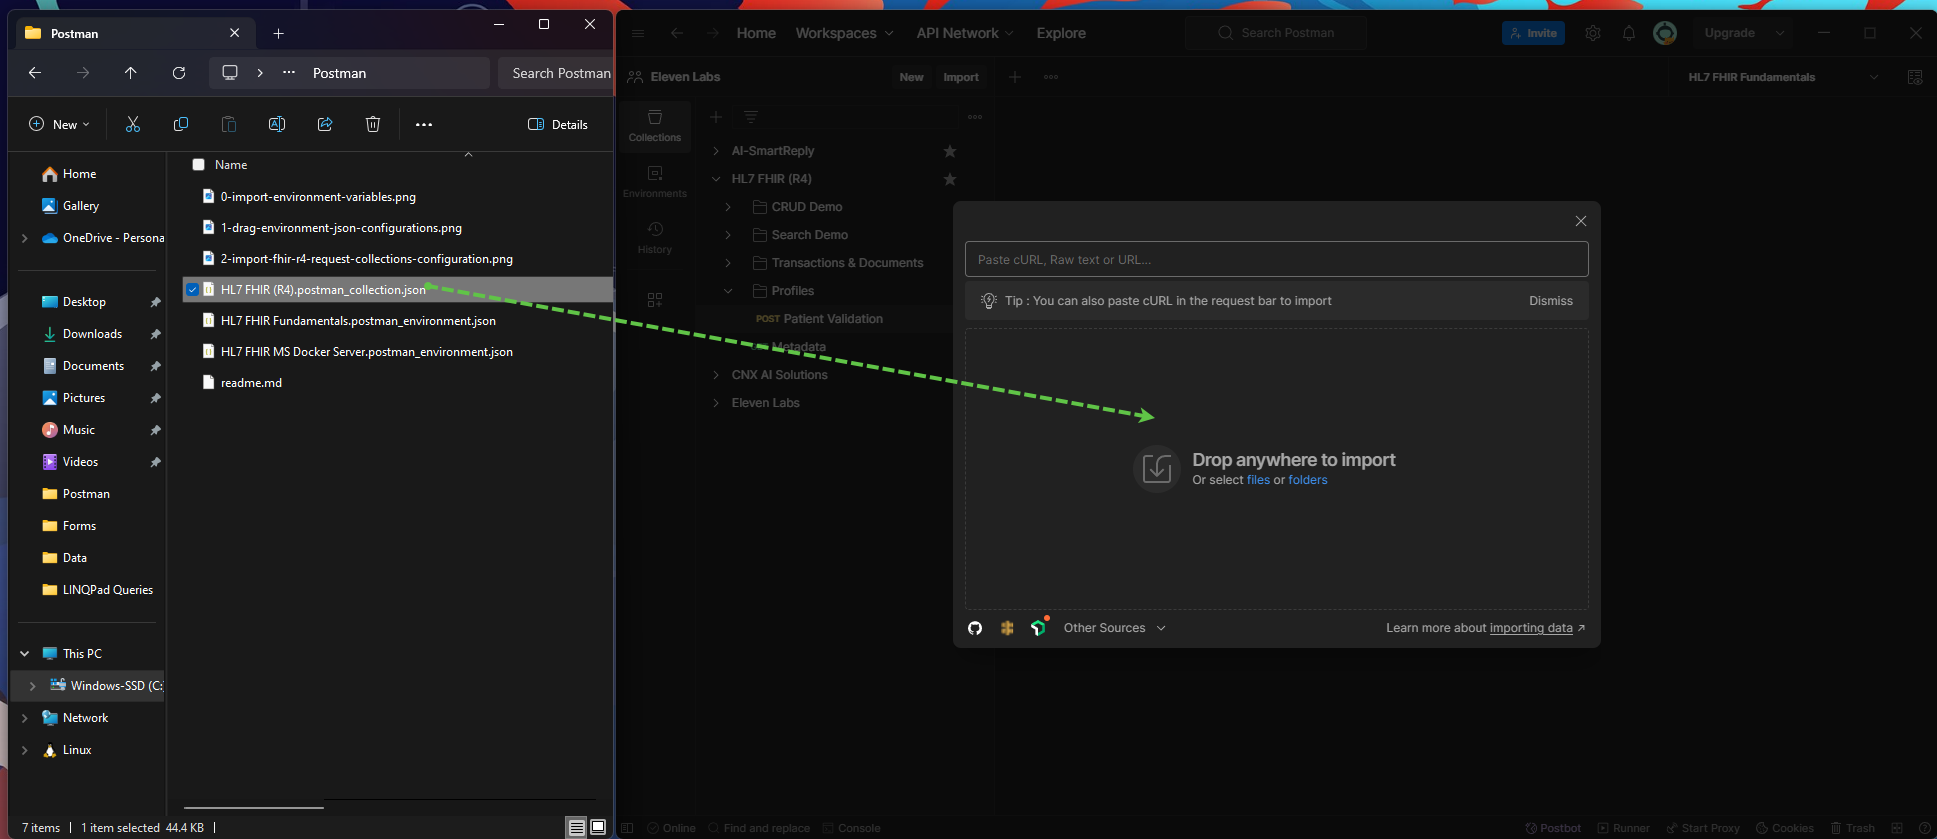 Postman
Postman
Search Postman
New
Details
Name
Home
Gallery
OneDrive - Persona
Desktop
Downloads
Documents
Pictures
Music
Videos
Postman
Forms
Data
LINQPad Queries
This PC
Windows-SSD (C:
Network
Linux
0-import-environment-variables.png
1-drag-environment-json-configurations.png
2-import-fhir-r4-request-collections-configuration.png
HL7 FHIR (R4).postman_collection.json
HL7 FHIR Fundamentals.postman_environment.json
HL7 FHIR MS Docker Server.postman_environment.json
readme.md
7 items
1 item selected 44.4 KB
Home Workspaces API Network Explore
Search Postman
Invite
Upgrade
Eleven Labs
New Import
HL7 FHIR Fundamentals
Collections
Environments
History
AI-SmartReply
HL7 FHIR (R4)
CRUD Demo
Search Demo
Transactions & Documents
Profiles
POST Patient Validation
Metadata
CNX AI Solutions
Eleven Labs
Paste cURL, Raw text or URL...
Tip : You can also paste cURL in the request bar to import
Dismiss
Drop anywhere to import
Or select files or folders
Other Sources
Learn more about importing data
Online Find and replace Console
Postbot Runner Start Proxy Cookies Trash